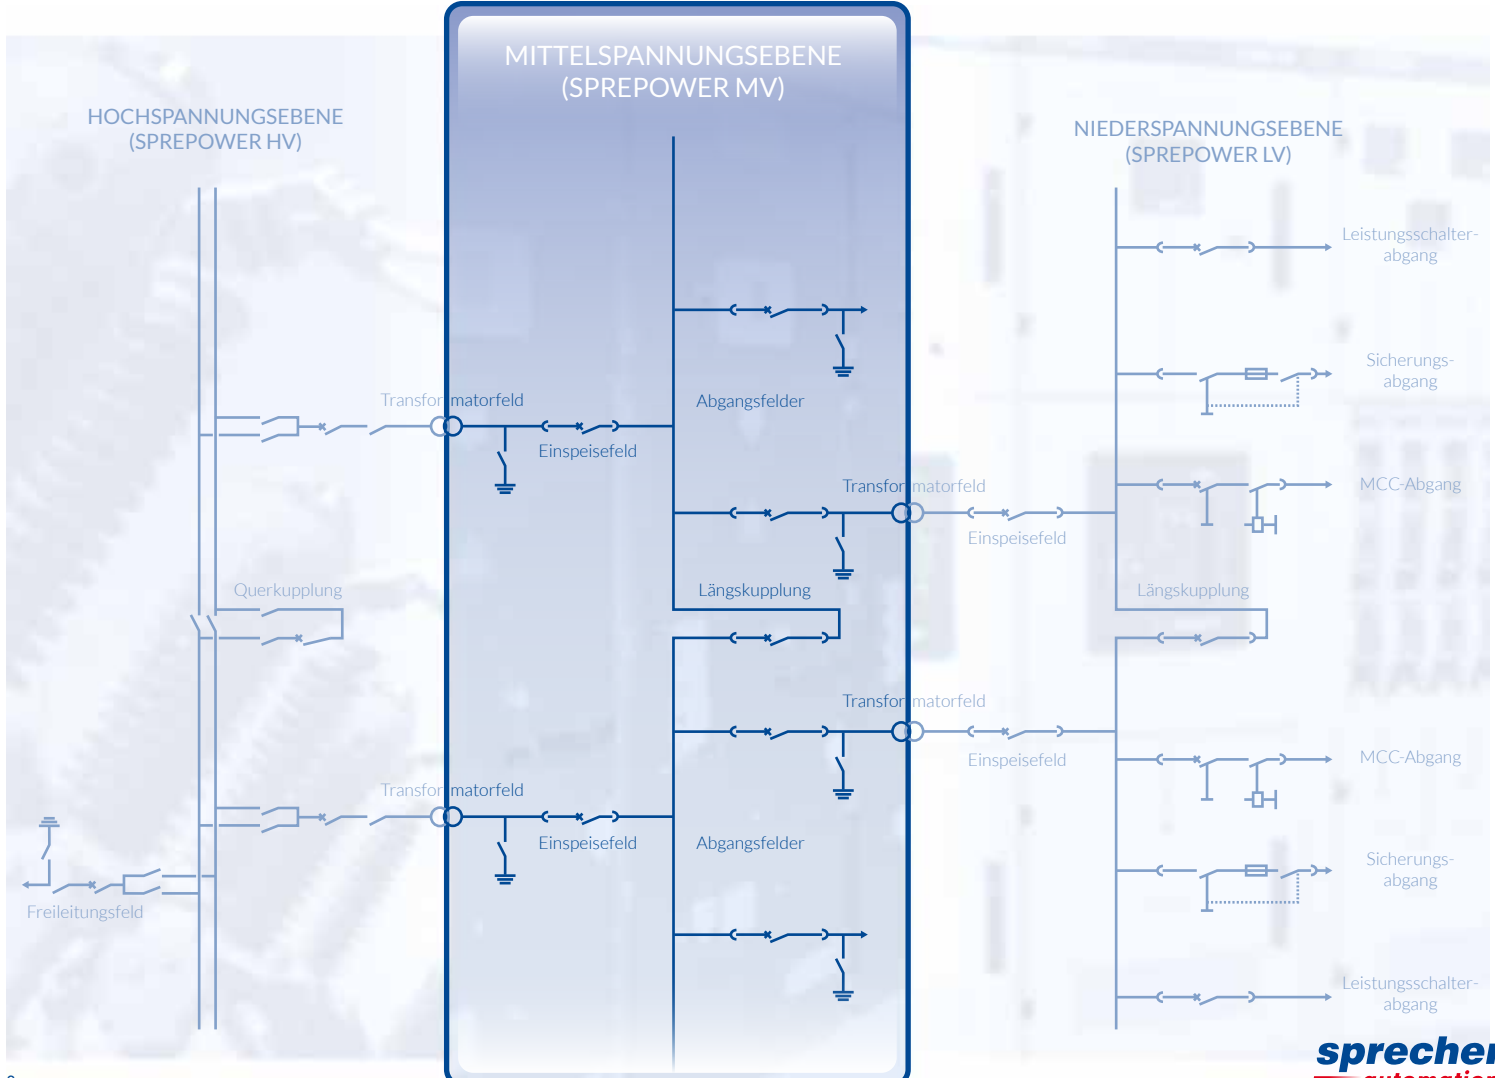 MITTELSPANNUNGSEBENE
(SPREPOWER MV)
HOCHSPANNUNGSEBENE
(SPREPOWER HV)
NIEDERSPANNUNGSEBENE
(SPREPOWER LV)
Leistungsschalter-
abgang
Sicherungs-
abgang
Transformatorfeld
Abgangsfelder
Einspeisefeld
Transformatorfeld
MCC-Abgang
Einspeisefeld
Querkupplung
Längskupplung
Längskupplung
Transformatorfeld
Einspeisefeld
MCC-Abgang
Transformatorfeld
Einspeisefeld
Abgangsfelder
Sicherungs-
abgang
Freileitungsfeld
Leistungsschalter-
abgang
sprecher
automation